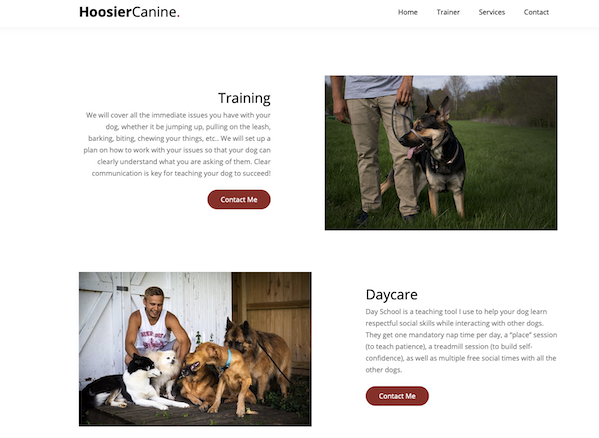 HoosierCanine.
Home Trainer Services Contact
Training
We will cover all the immediate issues you have with your
dog, whether it be jumping up, pulling on the leash,
barking, biting, chewing your things, etc.. We will set up a
plan on how to work with your issues so that your dog can
clearly understand what you are asking of them. Clear
communication is key for teaching your dog to succeed!
Contact Me
Daycare
Day School is a teaching tool I use to help your dog learn
respectful social skills while interacting with other dogs.
They get one mandatory nap time per day, a “place” session
(to teach patience), a treadmill session (to build self-
confidence), as well as multiple free social times with all the
other dogs.
Contact Me